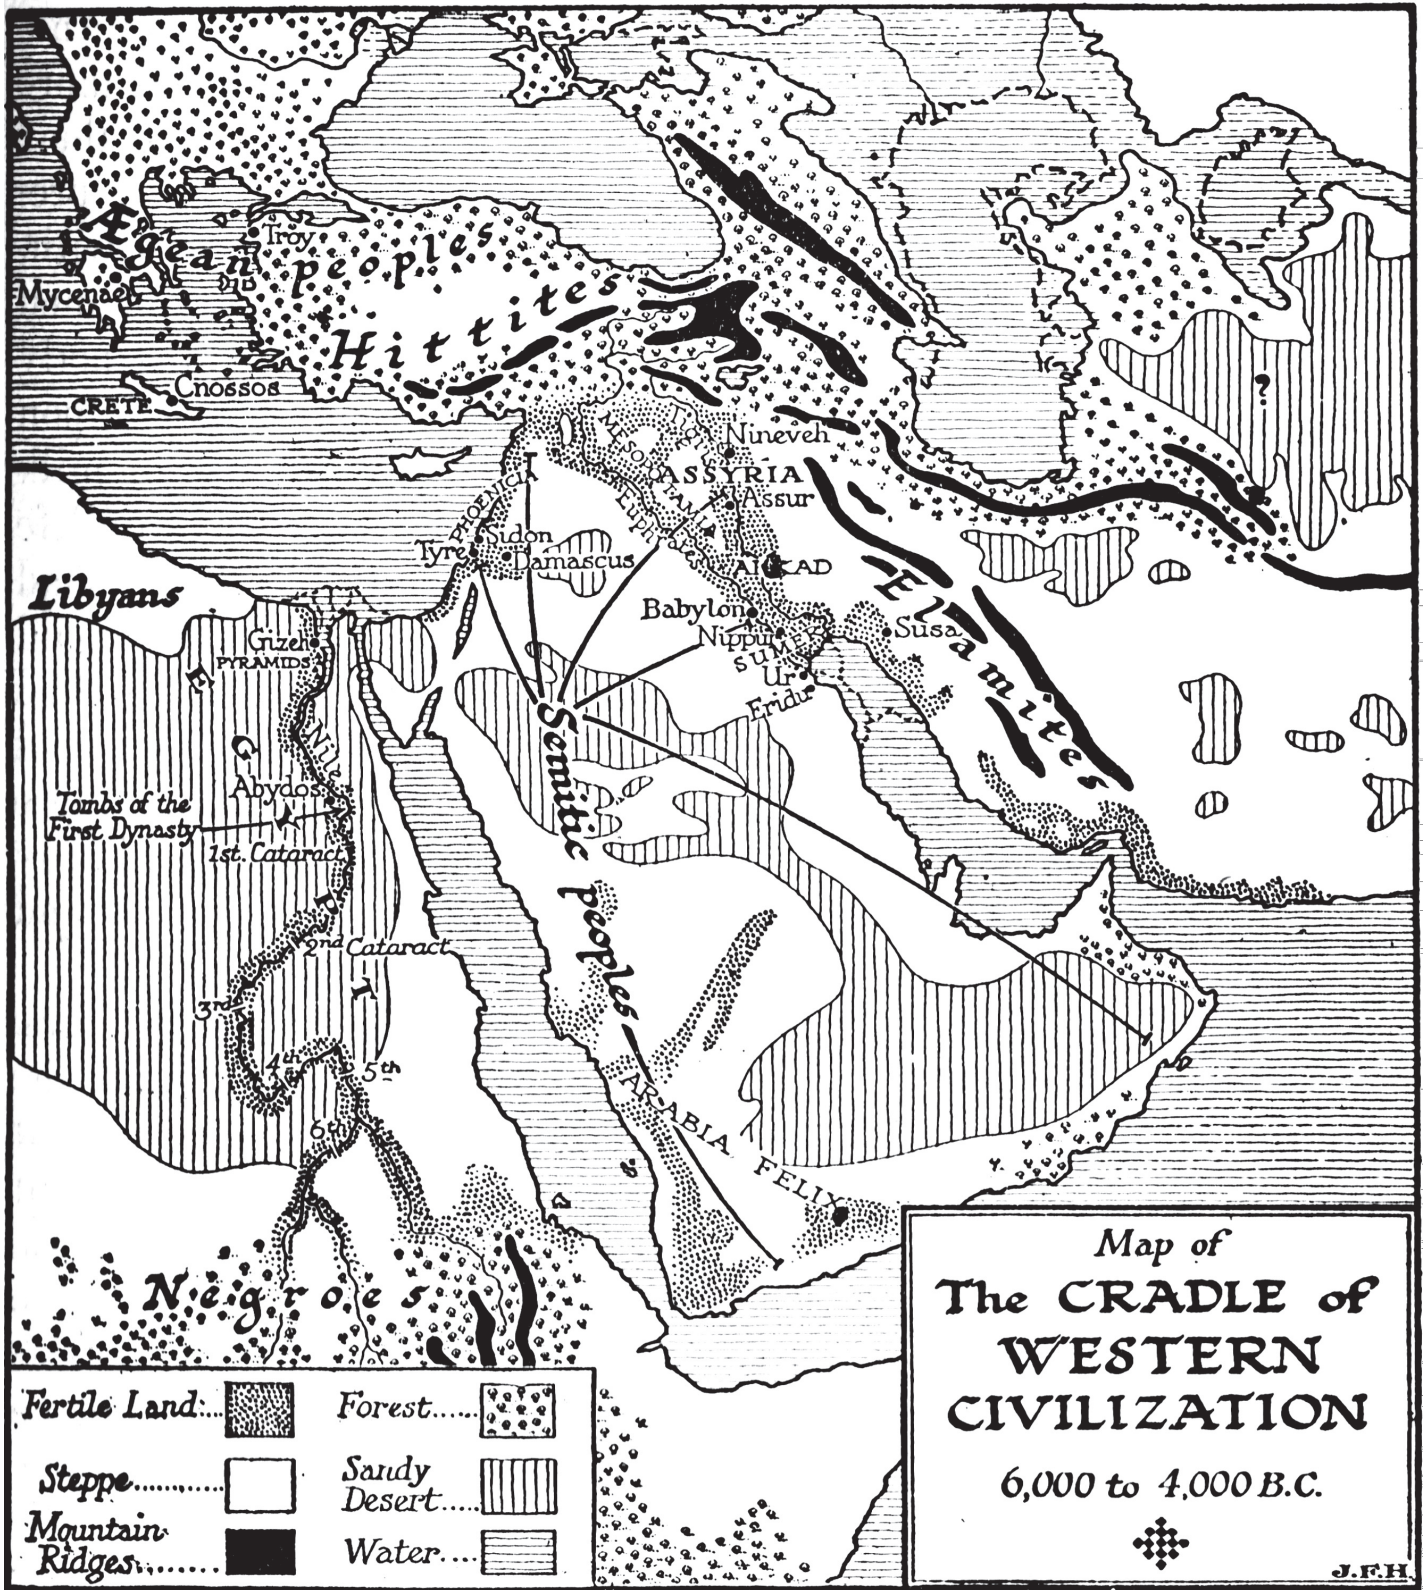 Ægean peoples
Troy
Mycenae
Hittites
Cnossos
CRETE
Tigris
Nineveh
MESOPOTAMIA
ASSYRIA
Assur
Euphrates
PHOENICIA
Sidon
Tyre
Damascus
AKKAD
?
Libyans
Babylon
Nippur
SUMER
Susa
Elamites
Ur
Eridu
Gizeh
PYRAMIDS
EGYPT
Nile
Semitic peoples
Abydos
Tombs of the
First Dynasty
1st. Cataract
2nd Cataract
3rd
4th
5th
6th
ARABIA FELIX
Negroes
Map of
The CRADLE of
WESTERN
CIVILIZATION
6,000 to 4,000 B.C.
J.F.H.
Fertile Land:...
Forest......
Steppe...........
Sandy
Desert.....
Mountain
Ridges:........
Water....